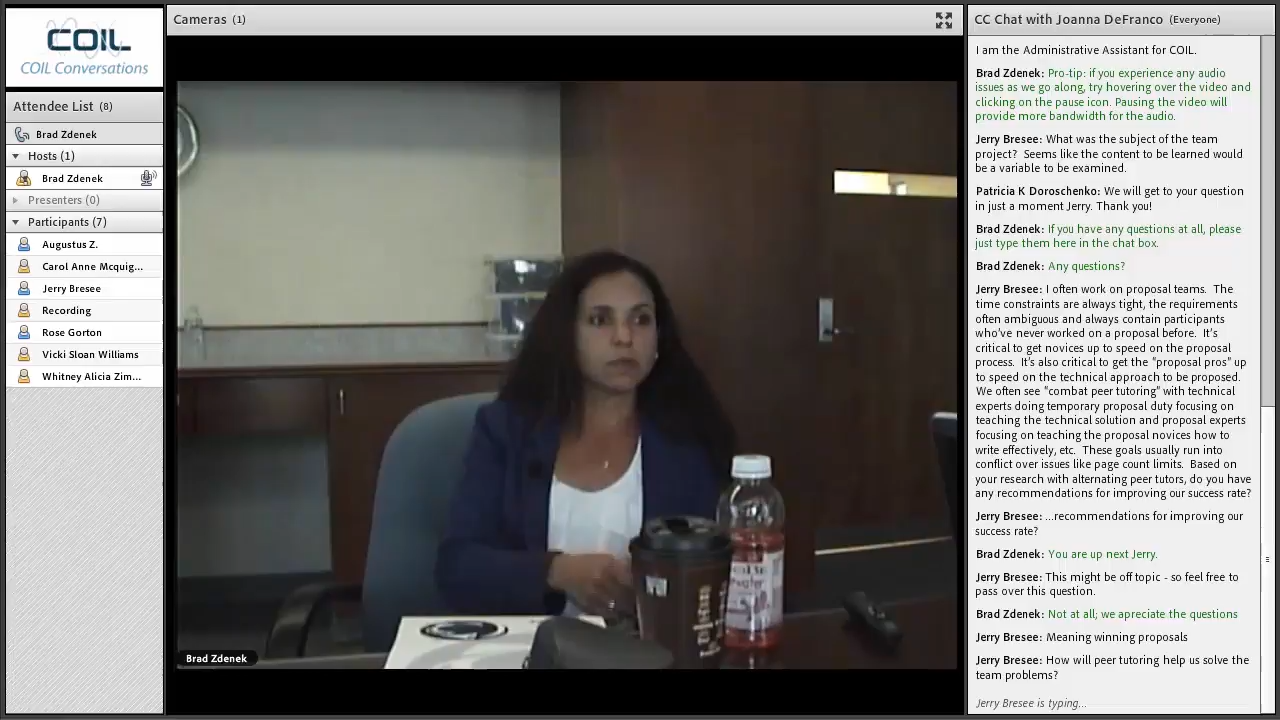 COIL
COIL Conversations
Attendee List (8)
Brad Zdenek
Hosts (1)
Brad Zdenek
Presenters (0)
Participants (7)
Augustus Z.
Carol Anne Mcquig...
Jerry Bresee
Recording
Rose Gorton
Vicki Sloan Williams
Whitney Alicia Zim...
Cameras (1)
Brad Zdenek
CC Chat with Joanna DeFranco (Everyone)
I am the Administrative Assistant for COIL.
Brad Zdenek: Pro-tip: if you experience any audio
issues as we go along, try hovering over the video and
clicking on the pause icon. Pausing the video will
provide more bandwidth for the audio.
Jerry Bresee: What was the subject of the team
project? Seems like the content to be learned would
be a variable to be examined.
Patricia K Doroschenko: We will get to your question
in just a moment Jerry. Thank you!
Brad Zdenek: If you have any questions at all, please
just type them here in the chat box.
Brad Zdenek: Any questions?
Jerry Bresee: I often work on proposal teams. The
time constraints are always tight, the requirements
often ambiguous and always contain participants
who've never worked on a proposal before. It's
critical to get novices up to speed on the proposal
process. It's also critical to get the "proposal pros" up
to speed on the technical approach to be proposed.
We often see "combat peer tutoring" with technical
experts doing temporary proposal duty focusing on
teaching the technical solution and proposal experts
focusing on teaching the proposal novices how to
write effectively, etc. These goals usually run into
conflict over issues like page count limits. Based on
your research with alternating peer tutors, do you have
any recommendations for improving our success rate?
Jerry Bresee: ...recommendations for improving our
success rate?
Brad Zdenek: You are up next Jerry.
Jerry Bresee: This might be off topic - so feel free to
pass over this question.
Brad Zdenek: Not at all; we apreciate the questions
Jerry Bresee: Meaning winning proposals
Jerry Bresee: How will peer tutoring help us solve the
team problems?
Jerry Bresee is typing...